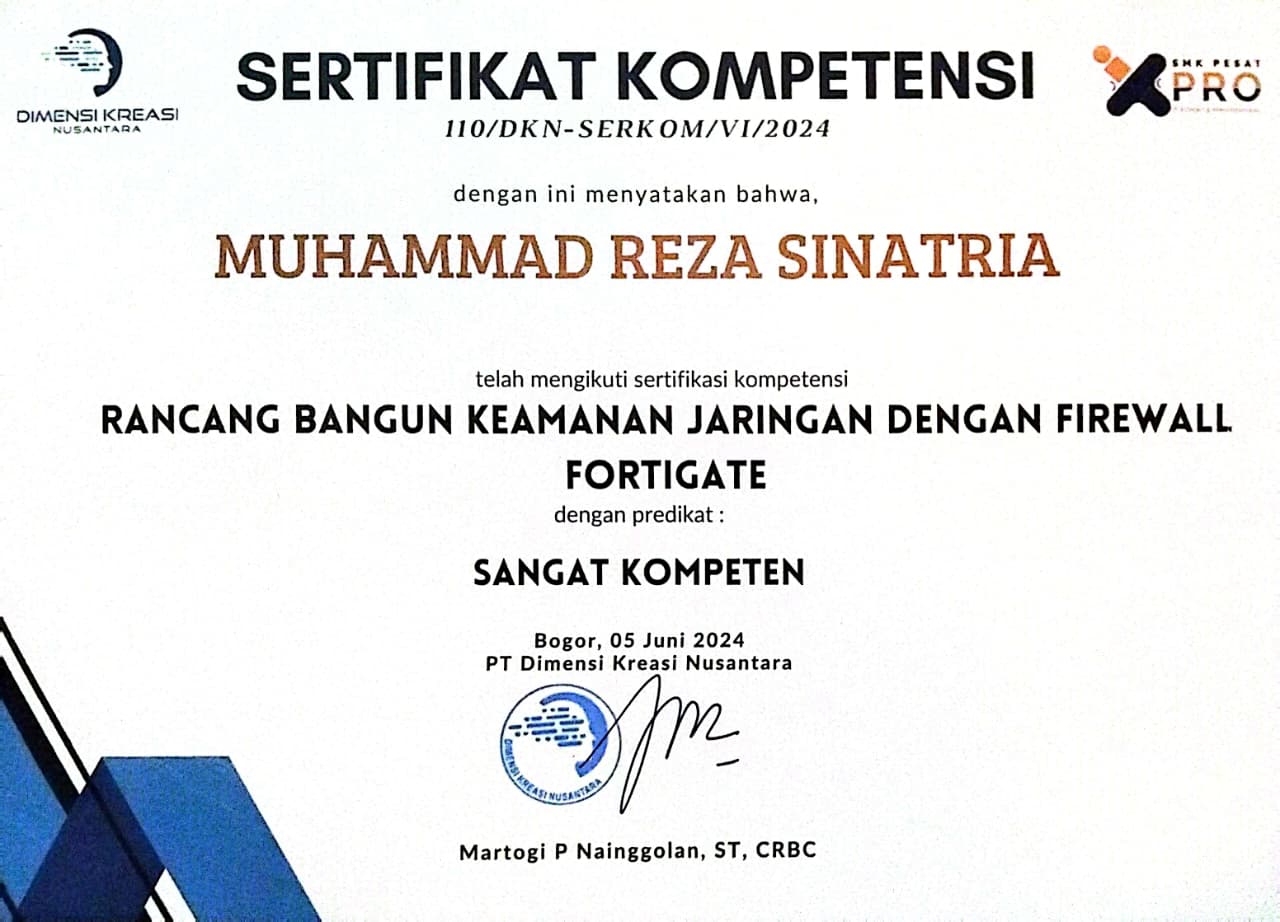 DIMENSI KREASI
NUSANTARA
SERTIFIKAT KOMPETENSI
SMK PESAT
XPRO
110/DKN-SERKOM/VI/2024
dengan ini menyatakan bahwa,
MUHAMMAD REZA SINATRIA
telah mengikuti sertifikasi kompetensi
RANCANG BANGUN KEAMANAN JARINGAN DENGAN FIREWALL
FORTIGATE
dengan predikat :
SANGAT KOMPETEN
Bogor, 05 Juni 2024
PT Dimensi Kreasi Nusantara
DIMENSI KREASI NUSANTARA
Martogi P Nainggolan, ST, CRBC